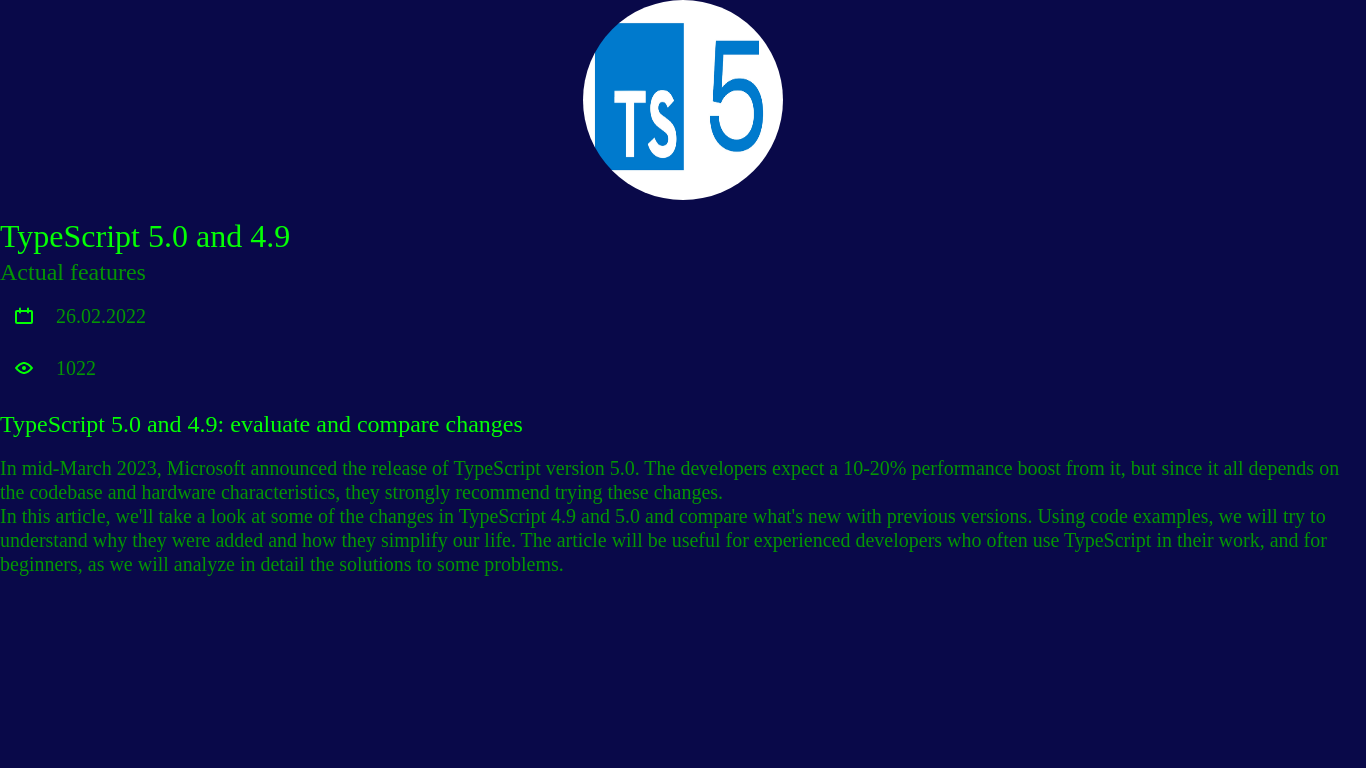 TS 5
TypeScript 5.0 and 4.9
Actual features
26.02.2022
1022
TypeScript 5.0 and 4.9: evaluate and compare changes
In mid-March 2023, Microsoft announced the release of TypeScript version 5.0. The developers expect a 10-20% performance boost from it, but since it all depends on
the codebase and hardware characteristics, they strongly recommend trying these changes.
In this article, we'll take a look at some of the changes in TypeScript 4.9 and 5.0 and compare what's new with previous versions. Using code examples, we will try to
understand why they were added and how they simplify our life. The article will be useful for experienced developers who often use TypeScript in their work, and for
beginners, as we will analyze in detail the solutions to some problems.